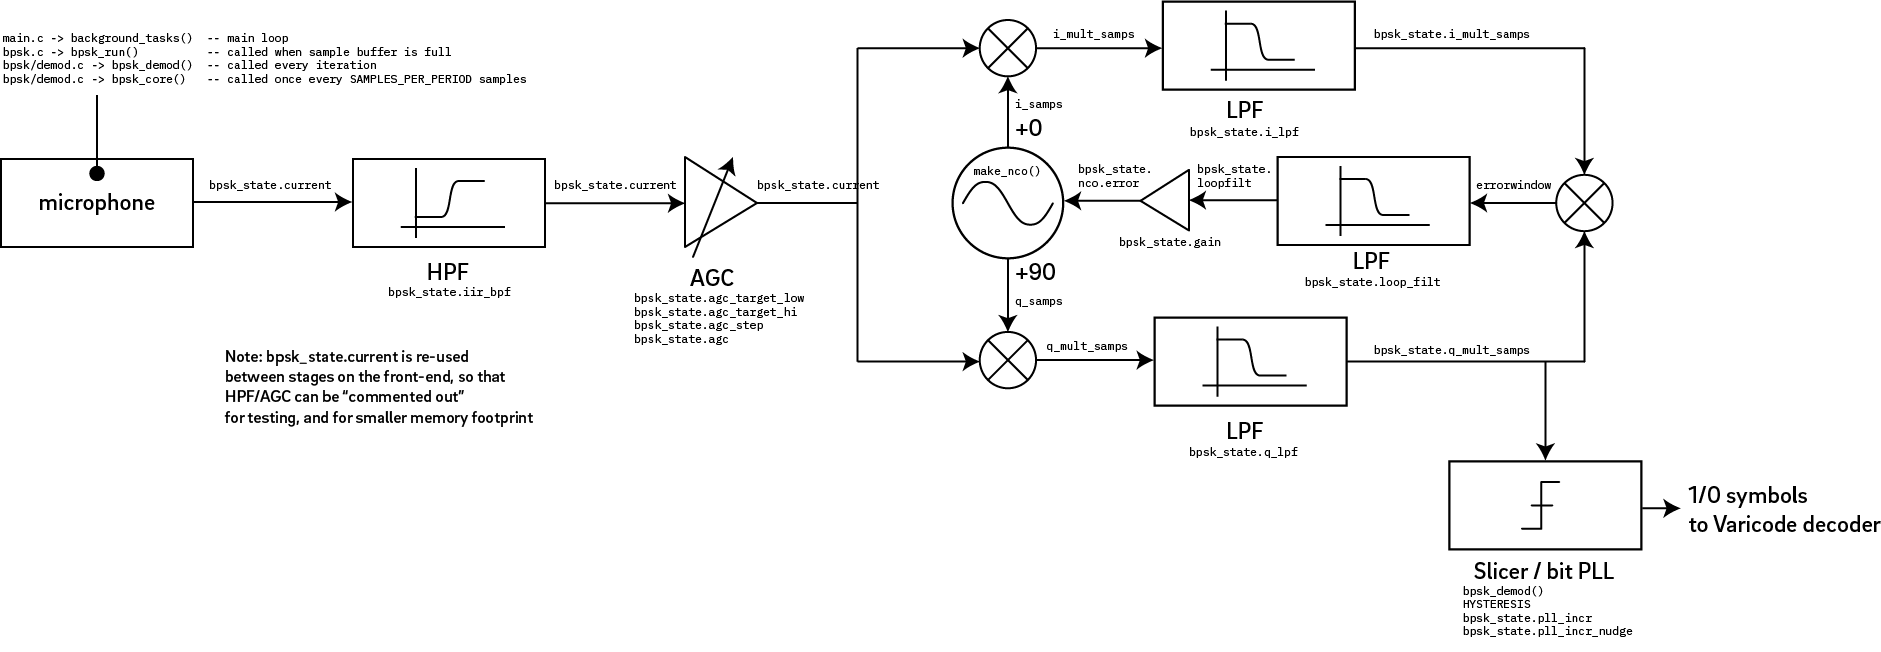 main.c -> background_tasks()  -- main loop
bpsk.c -> bpsk_run()          -- called when sample buffer is full
bpsk/demod.c -> bpsk_demod()  -- called every iteration
bpsk/demod.c -> bpsk_core()   -- called once every SAMPLES_PER_PERIOD samples
microphone
bpsk_state.current
HPF
bpsk_state.iir_bpf
bpsk_state.current
AGC
bpsk_state.agc_target_low
bpsk_state.agc_target_hi
bpsk_state.agc_step
bpsk_state.agc
bpsk_state.current
Note: bpsk_state.current is re-used
between stages on the front-end, so that
HPF/AGC can be “commented out”
for testing, and for smaller memory footprint
i_mult_samps
LPF
bpsk_state.i_lpf
bpsk_state.i_mult_samps
i_samps
+0
make_nco()
+90
q_samps
bpsk_state.
nco.error
bpsk_state.gain
bpsk_state.
loopfilt
LPF
bpsk_state.loop_filt
errorwindow
q_mult_samps
LPF
bpsk_state.q_lpf
bpsk_state.q_mult_samps
Slicer / bit PLL
bpsk_demod()
HYSTERESIS
bpsk_state.pll_incr
bpsk_state.pll_incr_nudge
1/0 symbols
to Varicode decoder